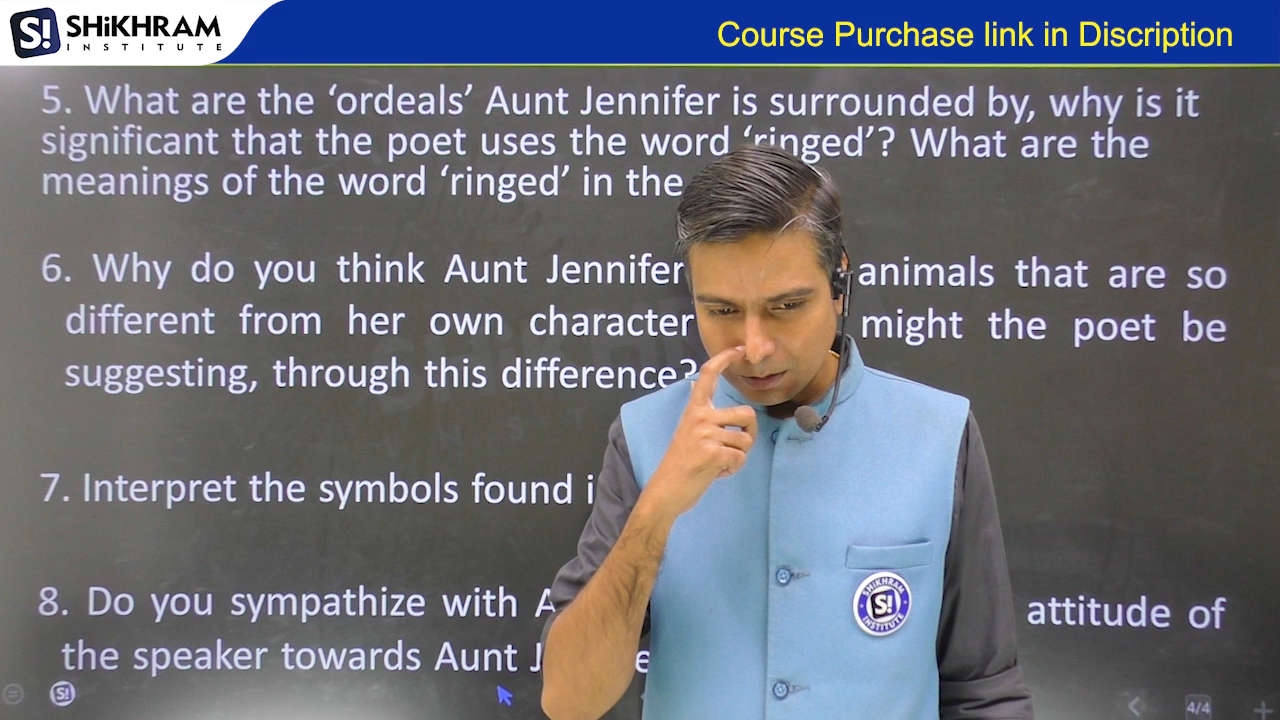 S! SHiKHRAM
INSTITUTE
Course Purchase link in Discription
5. What are the ‘ordeals’ Aunt Jennifer is surrounded by, why is it
significant that the poet uses the word ‘ringed’? What are the
meanings of the word ‘ringed’ in the
6. Why do you think Aunt Jennifer animals that are so
different from her own character might the poet be
suggesting, through this difference?
7. Interpret the symbols found
8. Do you sympathize with attitude of
the speaker towards Aunt
SHiKHRAM
S!
INSTITUTE
S!
4/4